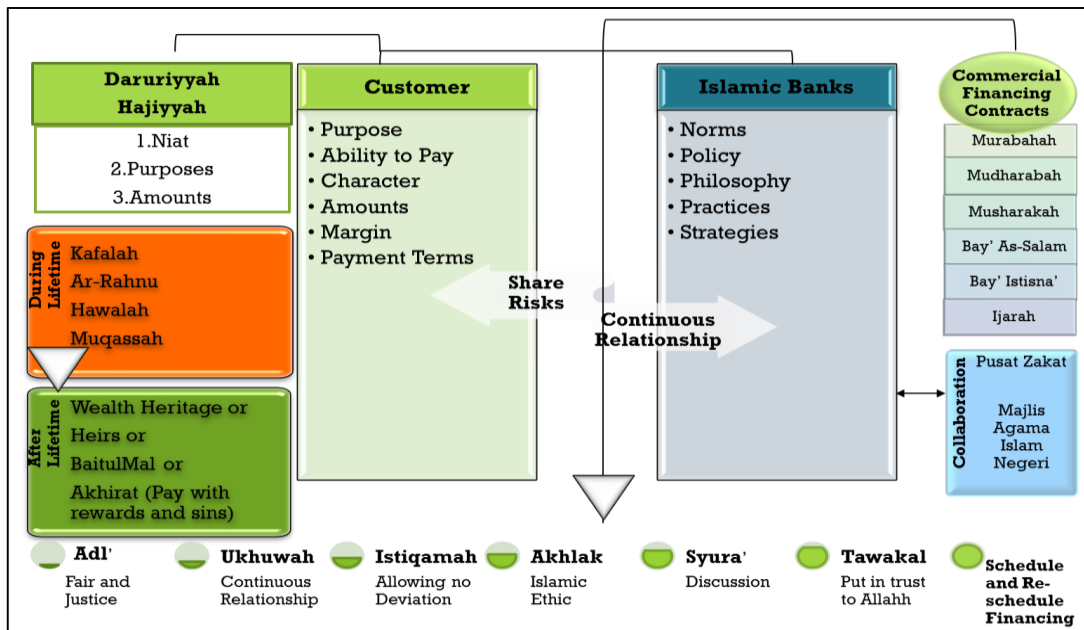 Daruriyyah
Hajiyyah
1.Niat
2.Purposes
3.Amounts
During
Lifetime
Kafalah
Ar-Rahnu
Hawalah
Muqassah
After
Lifetime
Wealth Heritage or
Heirs or
BaitulMal or
Akhirat (Pay with
rewards and sins)
Customer
• Purpose
• Ability to Pay
• Character
• Amounts
• Margin
• Payment Terms
Share
Risks
Continuous
Relationship
Islamic Banks
• Norms
• Policy
• Philosophy
• Practices
• Strategies
Commercial
Financing
Contracts
Murabahah
Mudharabah
Musharakah
Bay' As-Salam
Bay' Istisna'
Ijarah
Collaboration
Pusat Zakat
Majlis
Agama
Islam
Negeri
Adl'
Fair and
Justice
Ukhuwah
Continuous
Relationship
Istiqamah
Allowing no
Deviation
Akhlak
Islamic
Ethic
Syura'
Discussion
Tawakal
Put in trust
to Allahh
Schedule
and Re-
schedule
Financing